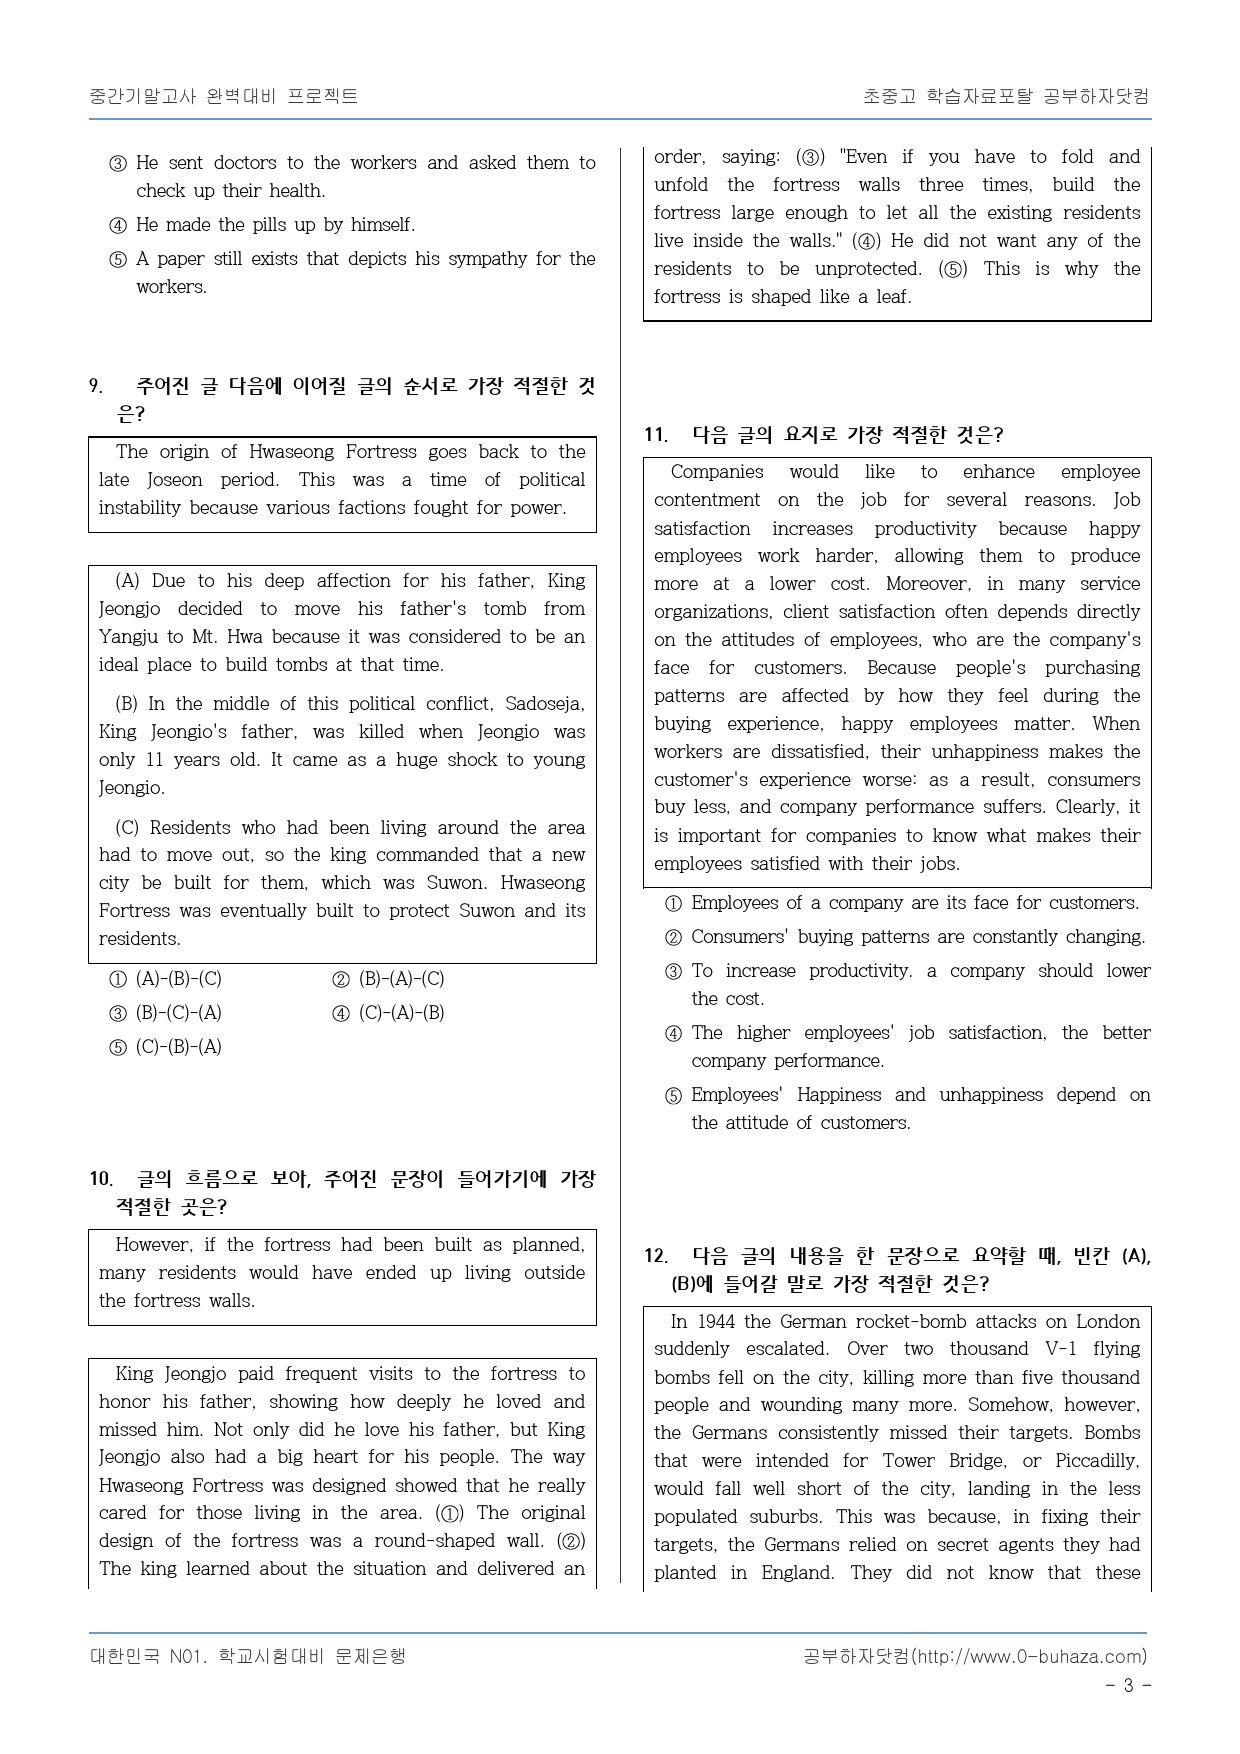 중간기말고사 완벽대비 프로젝트
초중고 학습자료포탈 공부하자닷컴
③ He sent doctors to the workers and asked them to
check up their health.
④ He made the pills up by himself.
⑤ A paper still exists that depicts his sympathy for the
workers.
9. 주어진 글 다음에 이어질 글의 순서로 가장 적절한 것
은?
The origin of Hwaseong Fortress goes back to the
late Joseon period. This was a time of political
instability because various factions fought for power.
(A) Due to his deep affection for his father, King
Jeongjo decided to move his father's tomb from
Yangju to Mt. Hwa because it was considered to be an
ideal place to build tombs at that time.
(B) In the middle of this political conflict, Sadoseja,
King Jeongio's father, was killed when Jeongio was
only 11 years old. It came as a huge shock to young
Jeongio.
(C) Residents who had been living around the area
had to move out, so the king commanded that a new
city be built for them, which was Suwon. Hwaseong
Fortress was eventually built to protect Suwon and its
residents.
① (A)-(B)-(C) ② (B)-(A)-(C)
③ (B)-(C)-(A) ④ (C)-(A)-(B)
⑤ (C)-(B)-(A)
10. 글의 흐름으로 보아, 주어진 문장이 들어가기에 가장
적절한 곳은?
However, if the fortress had been built as planned,
many residents would have ended up living outside
the fortress walls.
King Jeongjo paid frequent visits to the fortress to
honor his father, showing how deeply he loved and
missed him. Not only did he love his father, but King
Jeongjo also had a big heart for his people. The way
Hwaseong Fortress was designed showed that he really
cared for those living in the area. (①) The original
design of the fortress was a round-shaped wall. (②)
The king learned about the situation and delivered an
order, saying: (③) "Even if you have to fold and
unfold the fortress walls three times, build the
fortress large enough to let all the existing residents
live inside the walls." (④) He did not want any of the
residents to be unprotected. (⑤) This is why the
fortress is shaped like a leaf.
11. 다음 글의 요지로 가장 적절한 것은?
Companies would like to enhance employee
contentment on the job for several reasons. Job
satisfaction increases productivity because happy
employees work harder, allowing them to produce
more at a lower cost. Moreover, in many service
organizations, client satisfaction often depends directly
on the attitudes of employees, who are the company's
face for customers. Because people's purchasing
patterns are affected by how they feel during the
buying experience, happy employees matter. When
workers are dissatisfied, their unhappiness makes the
customer's experience worse: as a result, consumers
buy less, and company performance suffers. Clearly, it
is important for companies to know what makes their
employees satisfied with their jobs.
① Employees of a company are its face for customers.
② Consumers' buying patterns are constantly changing.
③ To increase productivity. a company should lower
the cost.
④ The higher employees' job satisfaction, the better
company performance.
⑤ Employees' Happiness and unhappiness depend on
the attitude of customers.
12. 다음 글의 내용을 한 문장으로 요약할 때, 빈칸 (A),
(B)에 들어갈 말로 가장 적절한 것은?
In 1944 the German rocket-bomb attacks on London
suddenly escalated. Over two thousand V-1 flying
bombs fell on the city, killing more than five thousand
people and wounding many more. Somehow, however,
the Germans consistently missed their targets. Bombs
that were intended for Tower Bridge, or Piccadilly,
would fall well short of the city, landing in the less
populated suburbs. This was because, in fixing their
targets, the Germans relied on secret agents they had
planted in England. They did not know that these
대한민국 N01. 학교시험대비 문제은행
공부하자닷컴(http://www.0-buhaza.com)
- 3 -